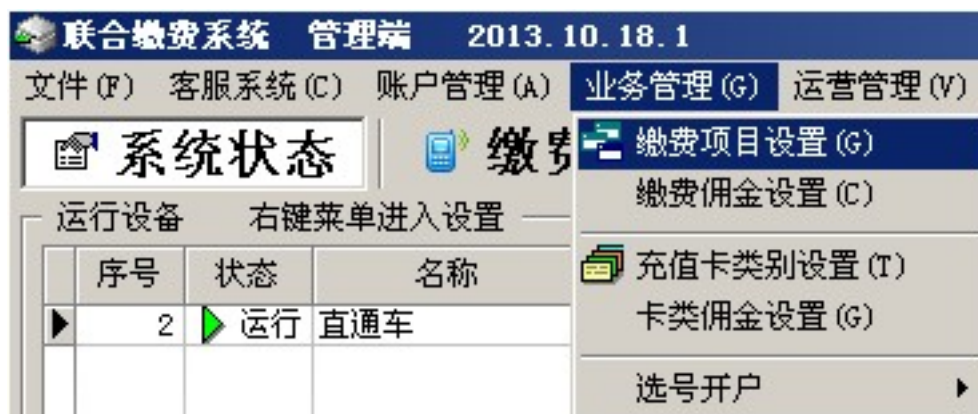 联合缴费系统 管理端 2013.10.18.1
文件(F) 客服系统(C) 账户管理(A) 业务管理(G) 运营管理(V)
系统状态 缴费
缴费项目设置(G)
缴费佣金设置(C)
充值卡类别设置(T)
卡类佣金设置(G)
选号开户
运行设备 右键菜单进入设置
序号 状态 名称
2 运行 直通车